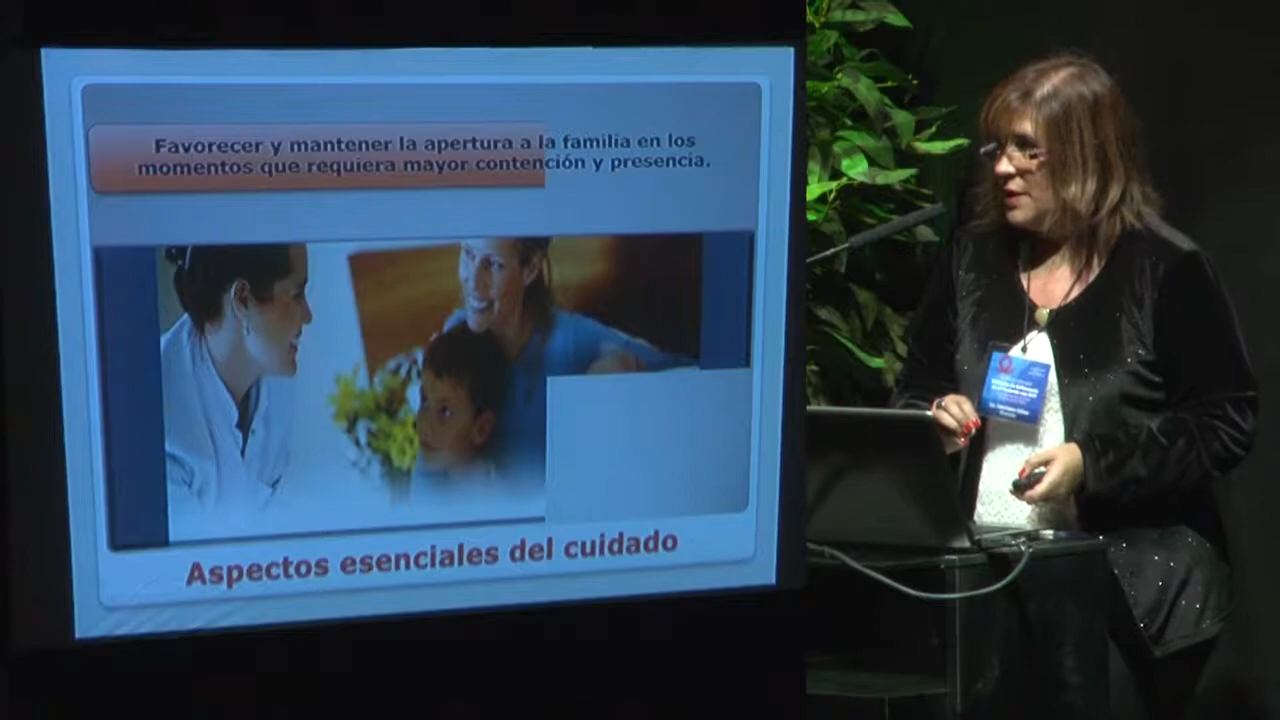 Favorecer y mantener la apertura a la familia en los
momentos que requiera mayor contención y presencia.
Aspectos esenciales del cuidado